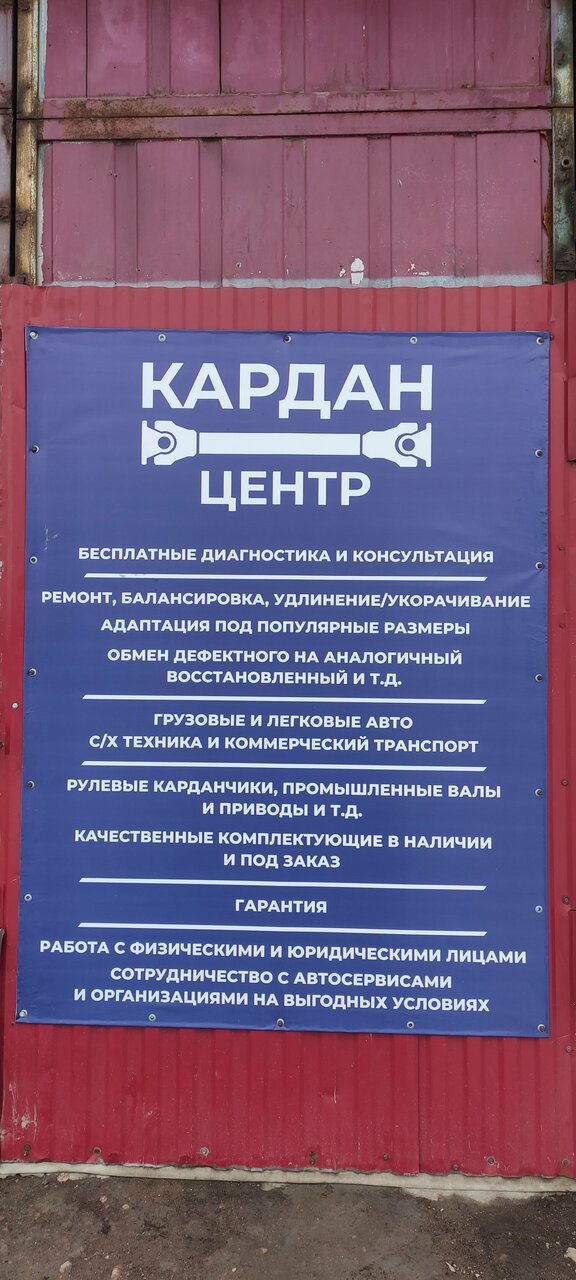 КАРДАН
ЦЕНТР
БЕСПЛАТНЫЕ ДИАГНОСТИКА И КОНСУЛЬТАЦИЯ
РЕМОНТ, БАЛАНСИРОВКА, УДЛИНЕНИЕ/УКОРАЧИВАНИЕ
АДАПТАЦИЯ ПОД ПОПУЛЯРНЫЕ РАЗМЕРЫ
ОБМЕН ДЕФЕКТНОГО НА АНАЛОГИЧНЫЙ
ВОССТАНОВЛЕННЫЙ И Т.Д.
ГРУЗОВЫЕ И ЛЕГКОВЫЕ АВТО
С/Х ТЕХНИКА И КОММЕРЧЕСКИЙ ТРАНСПОРТ
РУЛЕВЫЕ КАРДАНЧИКИ, ПРОМЫШЛЕННЫЕ ВАЛЫ
И ПРИВОДЫ И Т.Д.
КАЧЕСТВЕННЫЕ КОМПЛЕКТУЮЩИЕ В НАЛИЧИИ
И ПОД ЗАКАЗ
ГАРАНТИЯ
РАБОТА С ФИЗИЧЕСКИМИ И ЮРИДИЧЕСКИМИ ЛИЦАМИ
СОТРУДНИЧЕСТВО С АВТОСЕРВИСАМИ
И ОРГАНИЗАЦИЯМИ НА ВЫГОДНЫХ УСЛОВИЯХ